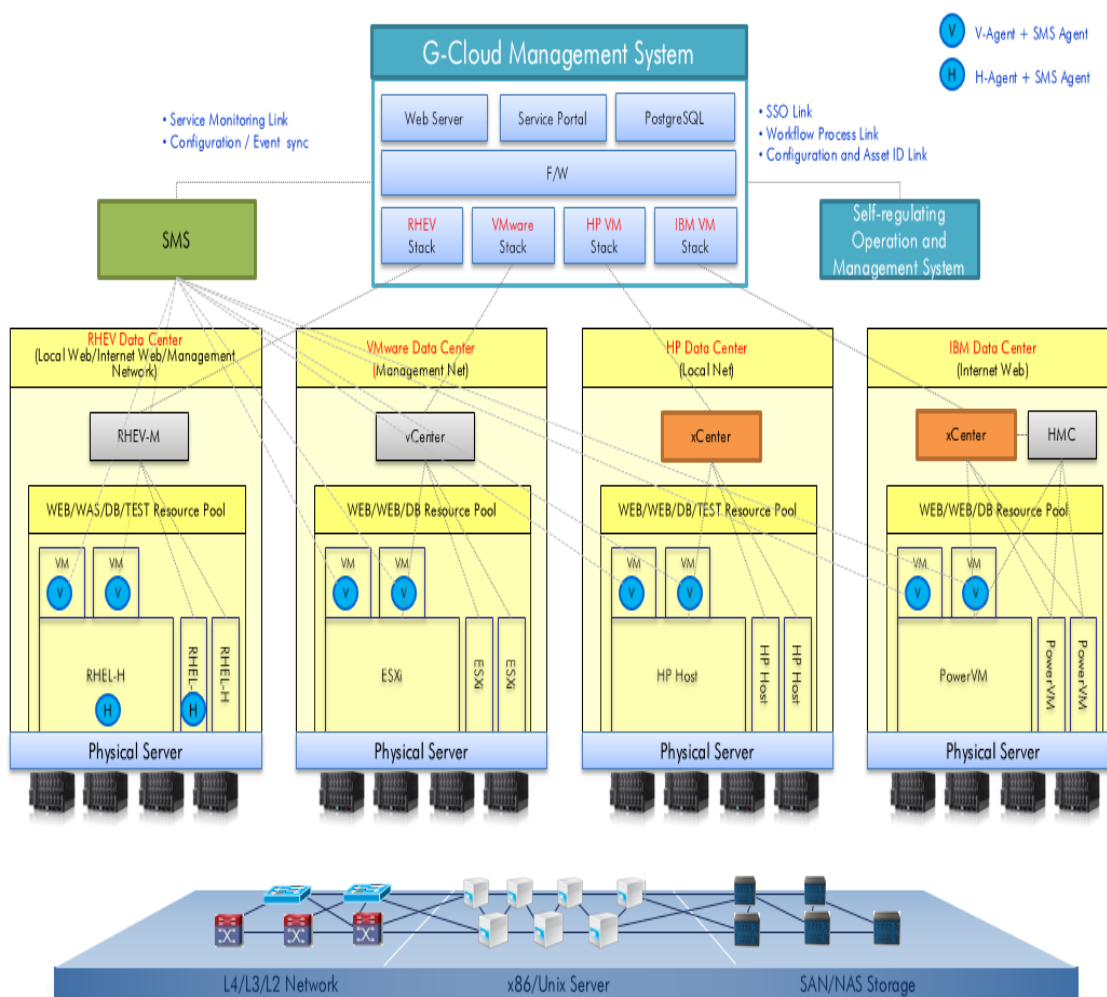 G-Cloud Management System
V
V-Agent + SMS Agent
H
H-Agent + SMS Agent
Web Server
Service Portal
PostgreSQL
• Service Monitoring Link
• Configuration / Event sync
• SSO Link
• Workflow Process Link
• Configuration and Asset ID Link
F/W
RHEV
Stack
VMware
Stack
HP VM
Stack
IBM VM
Stack
SMS
Self-regulating
Operation and
Management System
RHEV Data Center
(Local Web/Internet Web/Management
Network)
RHEV-M
WEB/WAS/DB/TEST Resource Pool
VM
V
VM
V
RHEL-H
H
RHEL-H
H
RHEL-H
Physical Server
VMware Data Center
(Management Net)
vCenter
WEB/WEB/DB Resource Pool
VM
V
VM
V
ESXi
ESXi
ESXi
Physical Server
HP Data Center
(Local Net)
xCenter
WEB/WEB/DB/TEST Resource Pool
VM
V
VM
V
HP Host
HP Host
HP Host
Physical Server
IBM Data Center
(Internet Web)
xCenter
HMC
WEB/WEB/DB Resource Pool
VM
V
VM
V
PowerVM
PowerVM
PowerVM
Physical Server
L4/L3/L2 Network
x86/Unix Server
SAN/NAS Storage